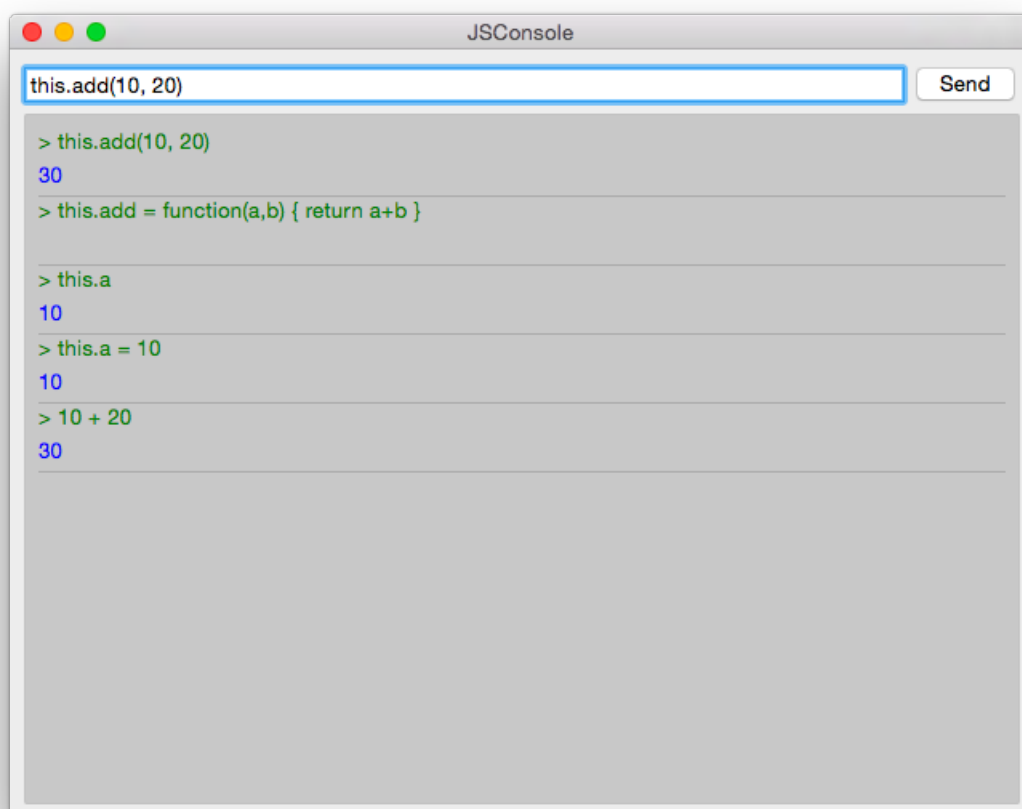 JSConsole
this.add(10, 20)
Send
> this.add(10, 20)
30
> this.add = function(a,b) { return a+b }
> this.a
10
> this.a = 10
10
> 10 + 20
30